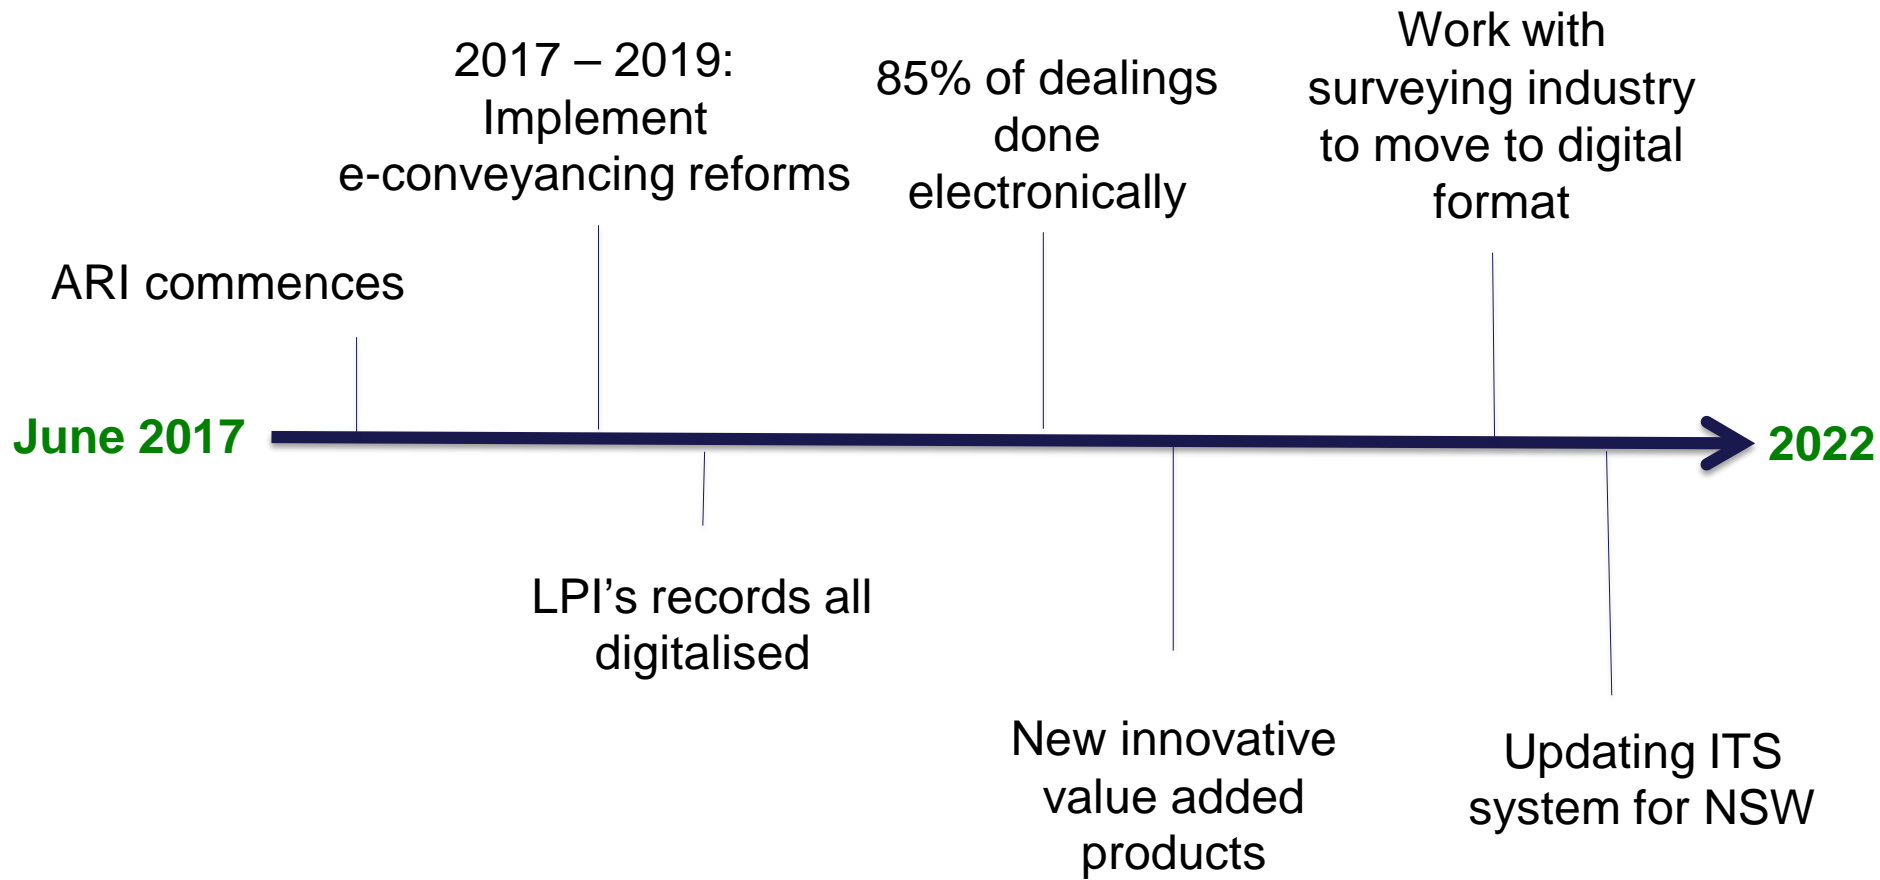 2017 – 2019:
Implement
e-conveyancing reforms
85% of dealings
done
electronically
Work with
surveying industry
to move to digital
format
ARI commences
June 2017
2022
LPI’s records all
digitalised
New innovative
value added
products
Updating ITS
system for NSW